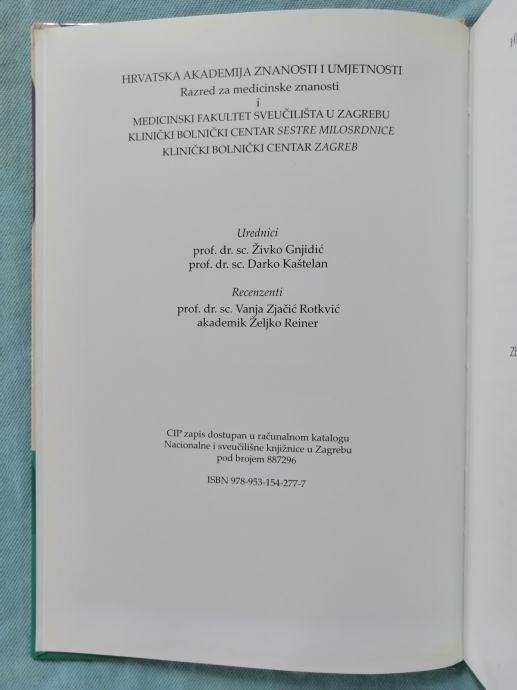 HRVATSKA AKADEMIJA ZNANOSTI I UMJETNOSTI
Razred za medicinske znanosti
i
MEDICINSKI FAKULTET SVEUČILIŠTA U ZAGREBU
KLINIČKI BOLNIČKI CENTAR SESTRE MILOSRDNICE
KLINIČKI BOLNIČKI CENTAR ZAGREB
Urednici
prof. dr. sc. Živko Gnjidić
prof. dr. sc. Darko Kaštelan
Recenzenti
prof. dr. sc. Vanja Zjačić Rotkvić
akademik Željko Reiner
CIP zapis dostupan u računalnom katalogu
Nacionalne i sveučilišne knjižnice u Zagrebu
pod brojem 887296
ISBN 978-953-154-277-7